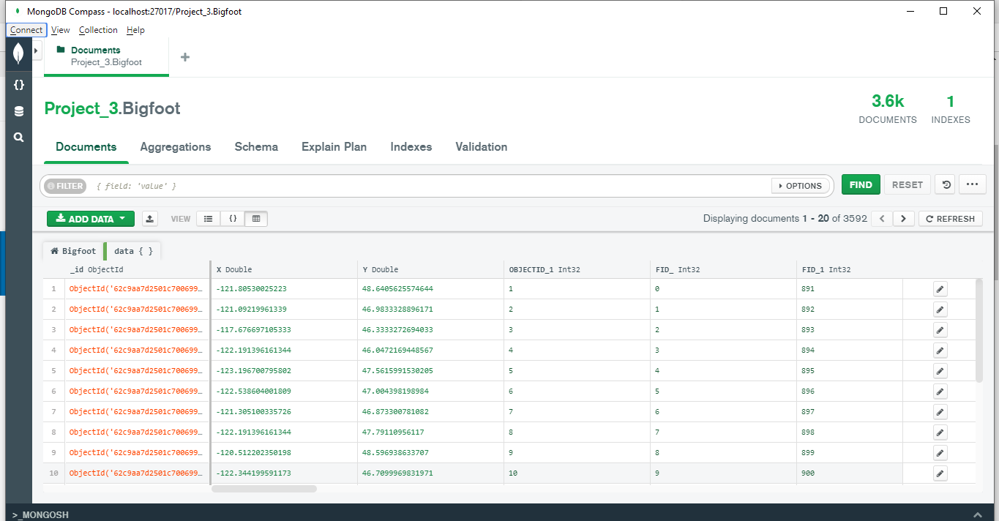 MongoDB Compass - localhost:27017/Project_3.Bigfoot
Connect View Collection Help
Documents
Project_3.Bigfoot
Project_3.Bigfoot
3.6k
DOCUMENTS
1
INDEXES
Documents Aggregations Schema Explain Plan Indexes Validation
FILTER { field: 'value' } OPTIONS FIND RESET
ADD DATA VIEW Displaying documents 1 - 20 of 3592 REFRESH
Bigfoot data { }
_id ObjectId X Double Y Double OBJECTID_1 Int32 FID_ Int32 FID_1 Int32
1 ObjectId('62c9aa7d2501c700699… -121.80530025223 48.6405625574644 1 0 891
2 ObjectId('62c9aa7d2501c700699… -121.09219961339 46.9833328896171 2 1 892
3 ObjectId('62c9aa7d2501c700699… -117.676697105333 46.3333272694033 3 2 893
4 ObjectId('62c9aa7d2501c700699… -122.191396161344 46.0472169448567 4 3 894
5 ObjectId('62c9aa7d2501c700699… -123.196700795802 47.5615991530205 5 4 895
6 ObjectId('62c9aa7d2501c700699… -122.538604001809 47.004398198984 6 5 896
7 ObjectId('62c9aa7d2501c700699… -121.305100335726 46.873300781082 7 6 897
8 ObjectId('62c9aa7d2501c700699… -122.191396161344 47.79110956117 8 7 898
9 ObjectId('62c9aa7d2501c700699… -120.512202350198 48.596938633707 9 8 899
10 ObjectId('62c9aa7d2501c700699… -122.344199591173 46.7099969831971 10 9 900
>_MONGOSH